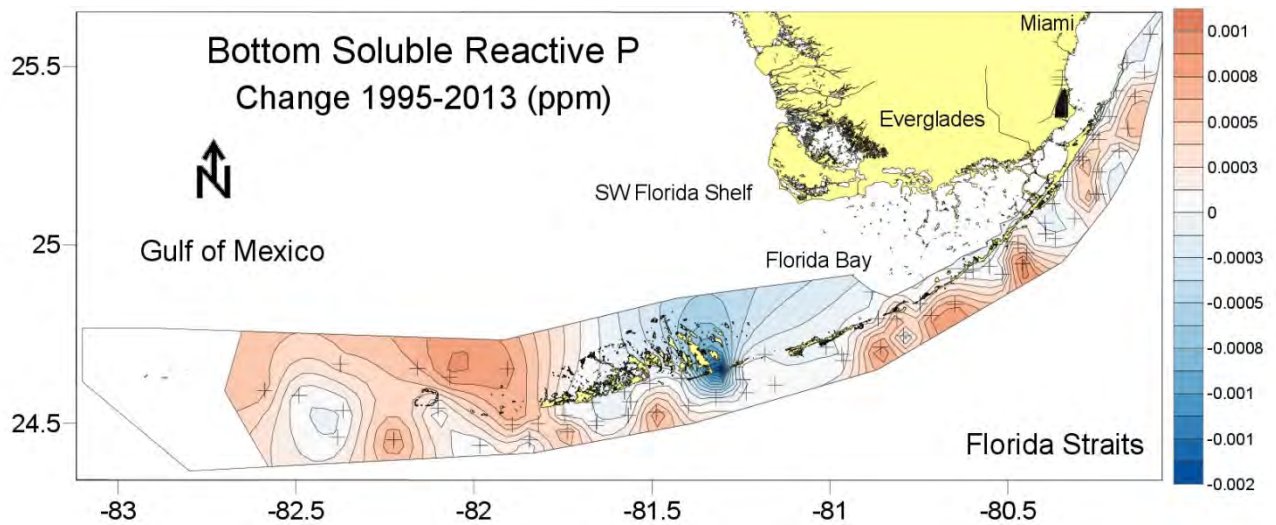 Bottom Soluble Reactive P
Change 1995-2013 (ppm)
N
Miami
Everglades
SW Florida Shelf
Gulf of Mexico
Florida Bay
Florida Straits
25.5
25
24.5
-83
-82.5
-82
-81.5
-81
-80.5
0.001
0.0008
0.0005
0.0003
0
-0.0003
-0.0005
-0.0008
-0.001
-0.001
-0.002